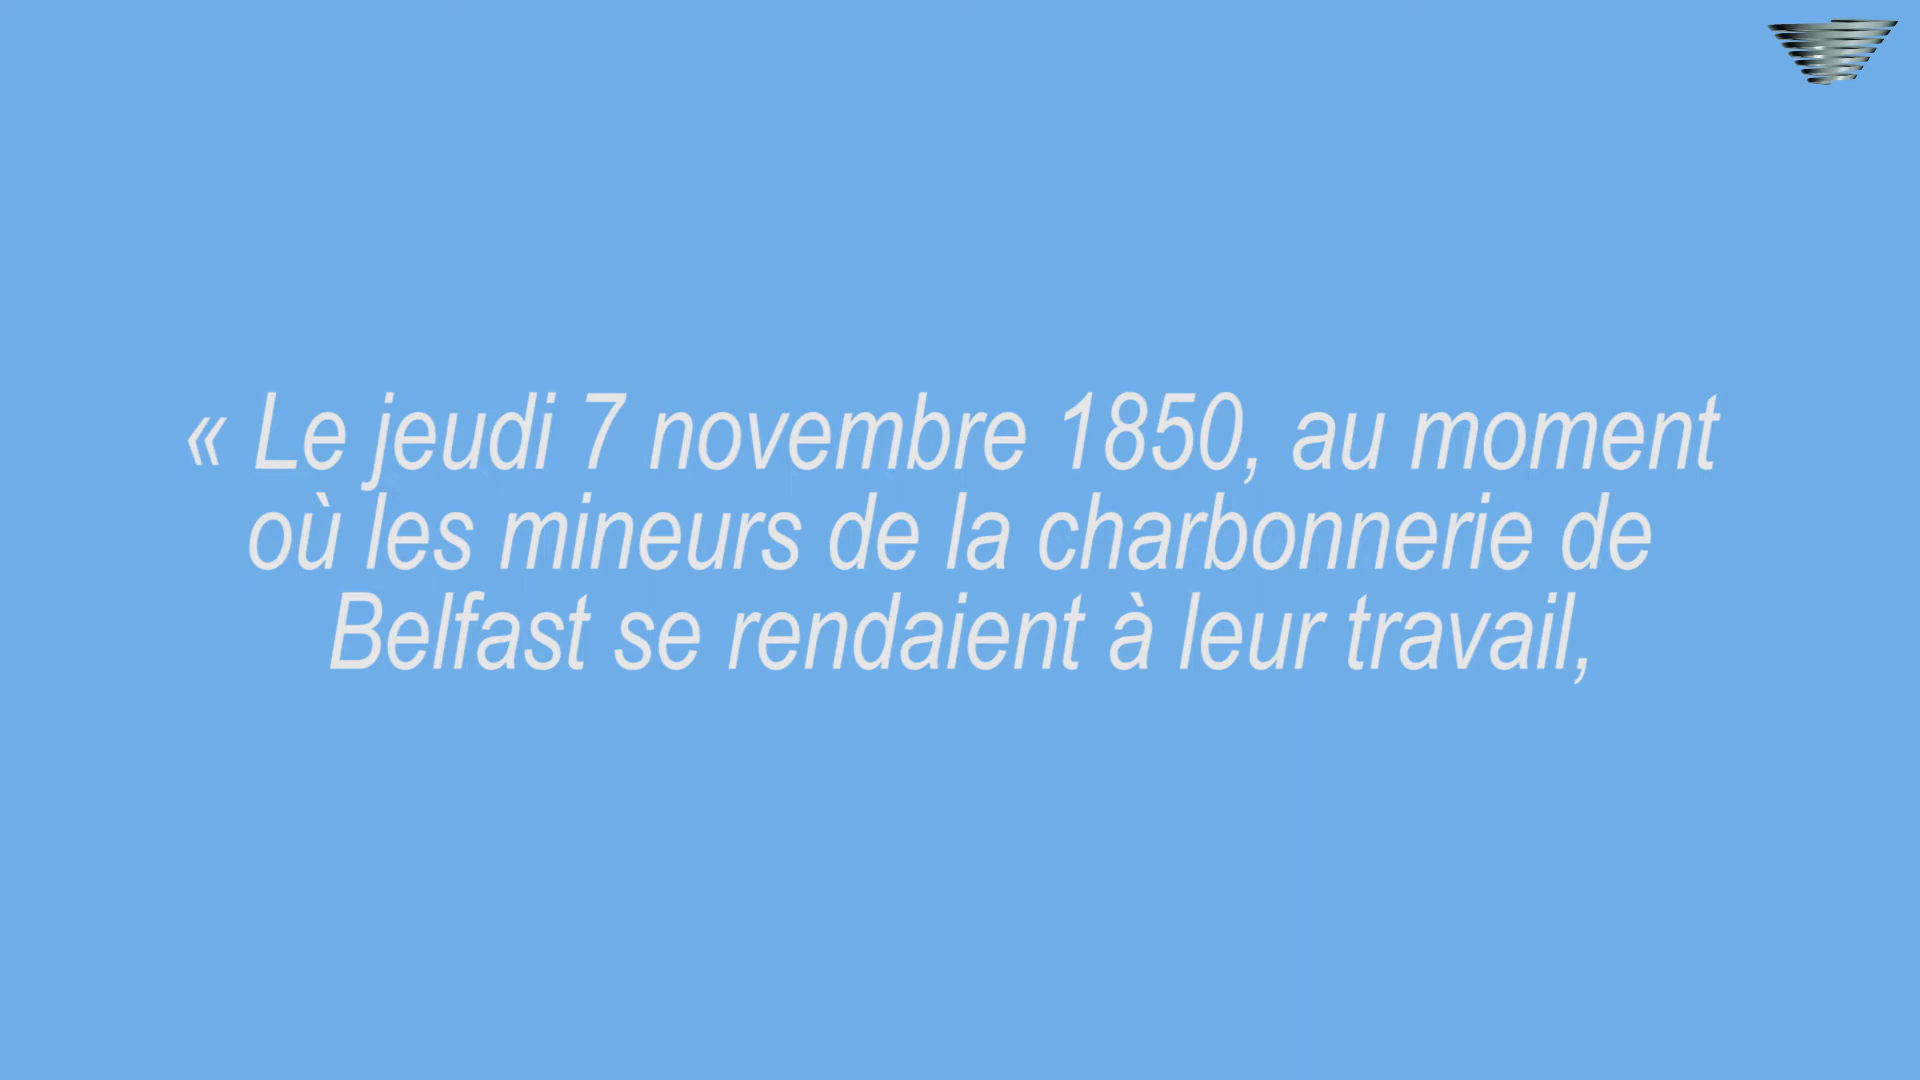 « Le jeudi 7 novembre 1850, au moment
où les mineurs de la charbonnerie de
Belfast se rendaient à leur travail,